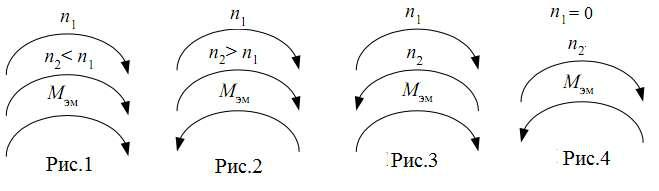 n₁ n₁ n₁ n₁ = 0
n₂ < n₁ n₂ > n₁ n₂ n₂
Mэм Mэм Mэм Mэм
Рис.1 Рис.2 Рис.3 Рис.4